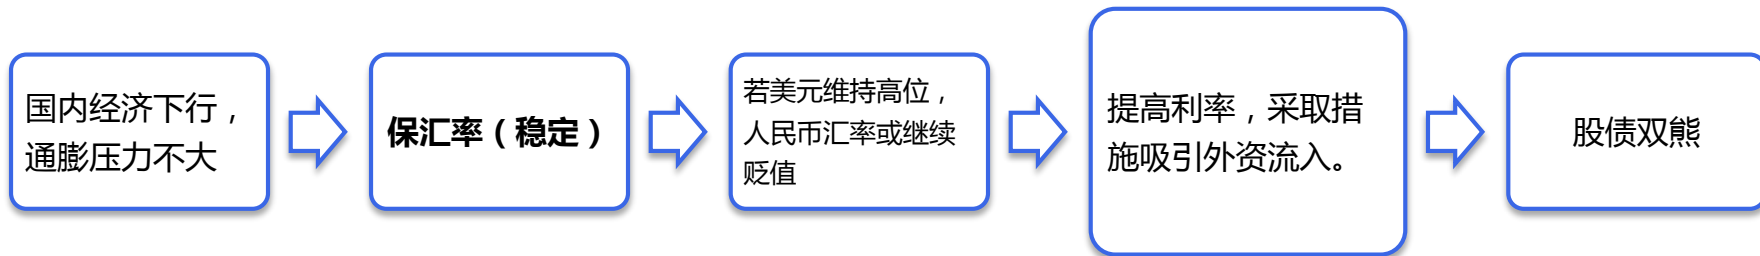 国内经济下行，
通膨压力不大
保汇率（稳定）
若美元维持高位，
人民币汇率或继续
贬值
提高利率，采取措
施吸引外资流入。
股债双熊